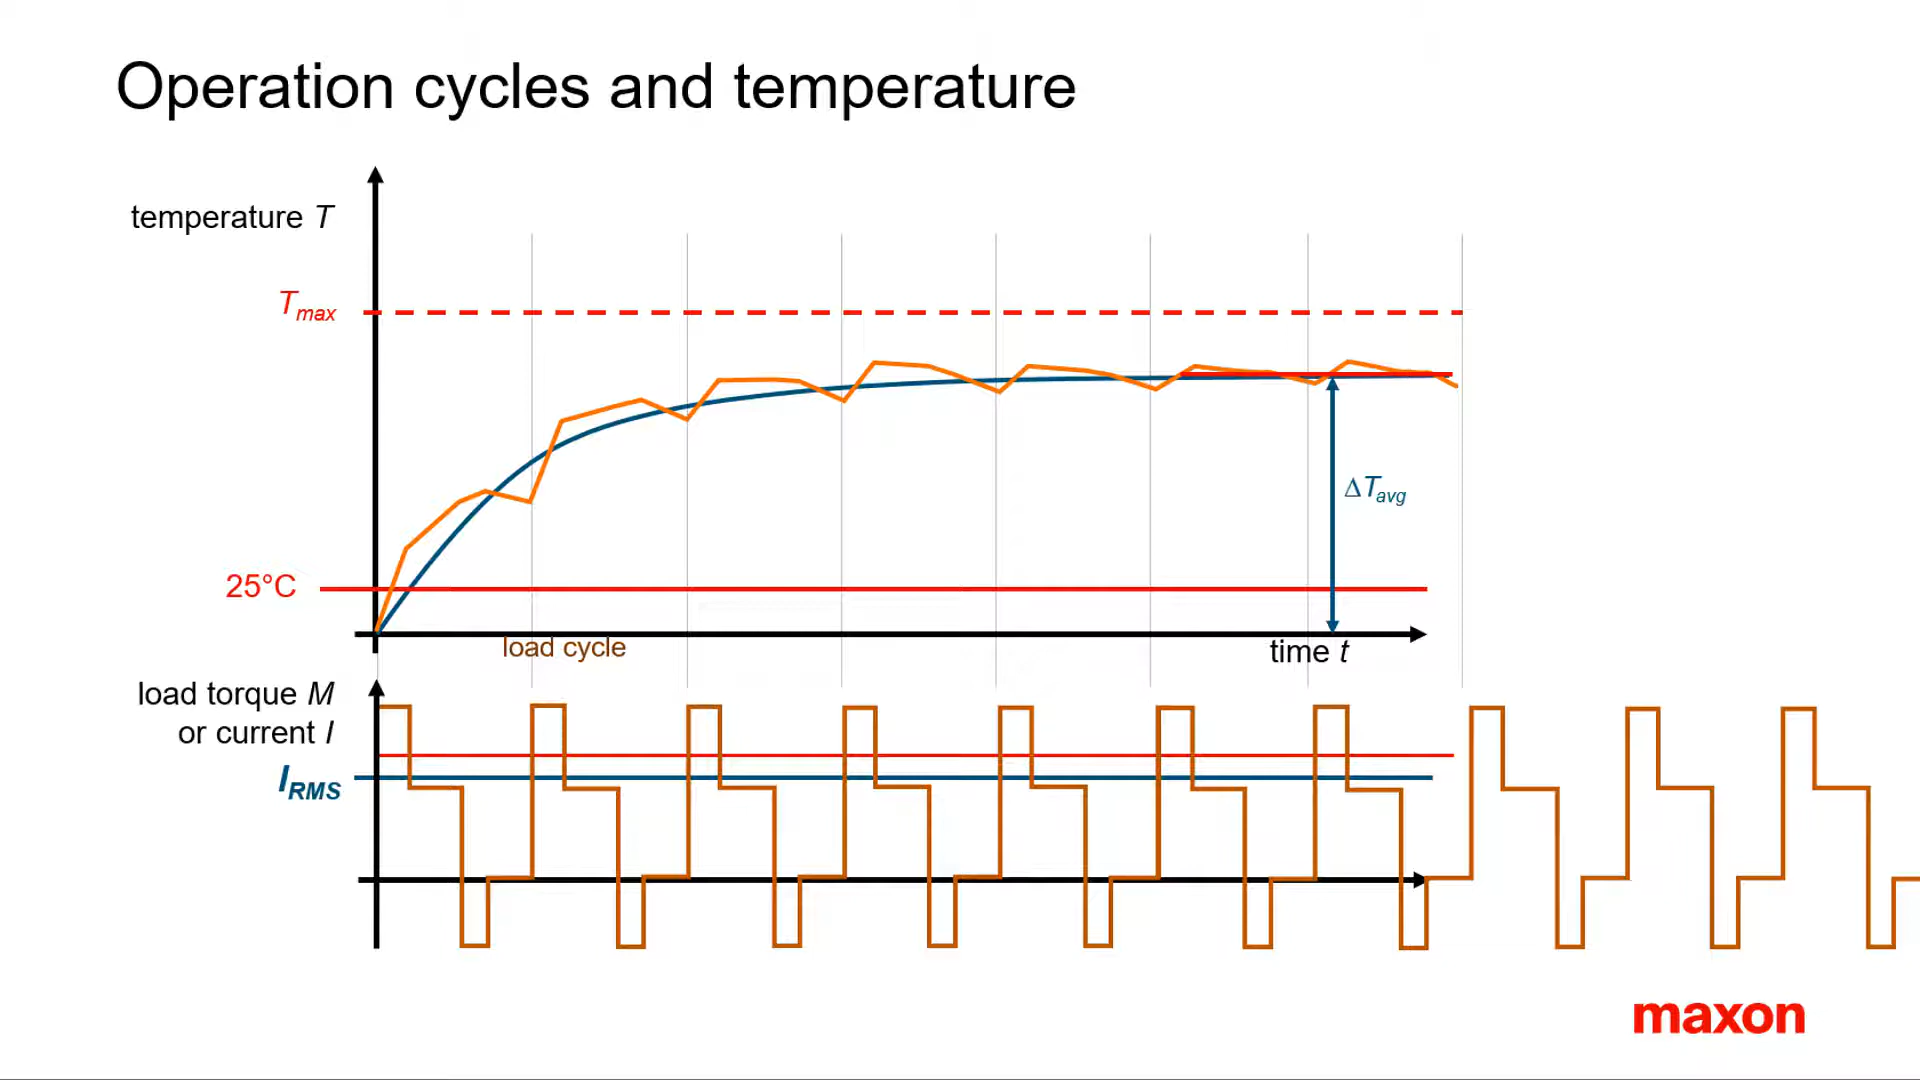 Operation cycles and temperature
temperature T
Tmax
ΔTavg
25°C
load cycle
time t
load torque M
or current I
IRMS
maxon